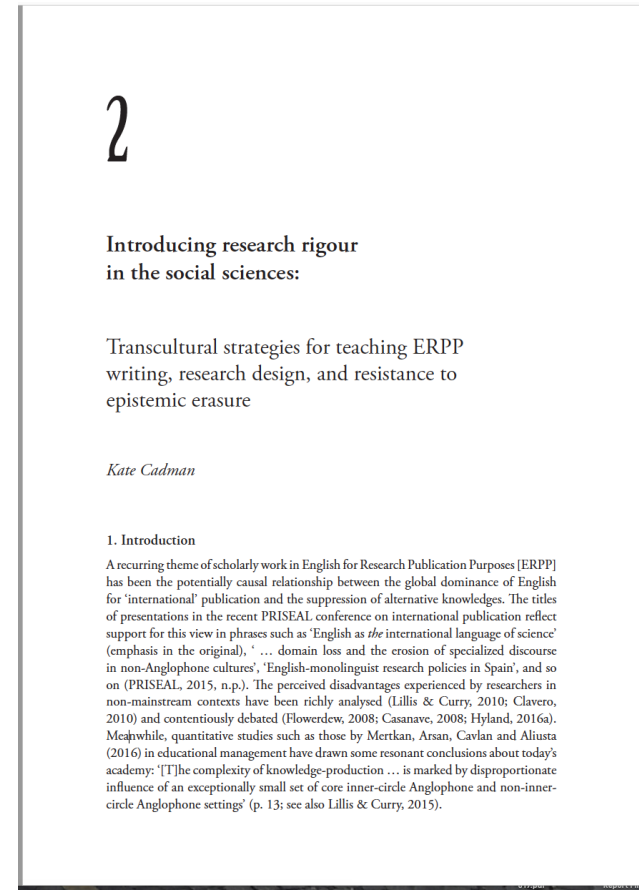 2
Introducing research rigour
in the social sciences:
Transcultural strategies for teaching ERPP
writing, research design, and resistance to
epistemic erasure
Kate Cadman
1. Introduction
A recurring theme of scholarly work in English for Research Publication Purposes [ERPP]
has been the potentially causal relationship between the global dominance of English
for ‘international’ publication and the suppression of alternative knowledges. The titles
of presentations in the recent PRISEAL conference on international publication reflect
support for this view in phrases such as ‘English as the international language of science’
(emphasis in the original), ‘ … domain loss and the erosion of specialized discourse
in non-Anglophone cultures’, ‘English-monolinguist research policies in Spain’, and so
on (PRISEAL, 2015, n.p.). The perceived disadvantages experienced by researchers in
non-mainstream contexts have been richly analysed (Lillis & Curry, 2010; Clavero,
2010) and contentiously debated (Flowerdew, 2008; Casanave, 2008; Hyland, 2016a).
Meanwhile, quantitative studies such as those by Mertkan, Arsan, Cavlan and Aliusta
(2016) in educational management have drawn some resonant conclusions about today’s
academy: ‘[T]he complexity of knowledge-production … is marked by disproportionate
influence of an exceptionally small set of core inner-circle Anglophone and non-inner-
circle Anglophone settings’ (p. 13; see also Lillis & Curry, 2015).